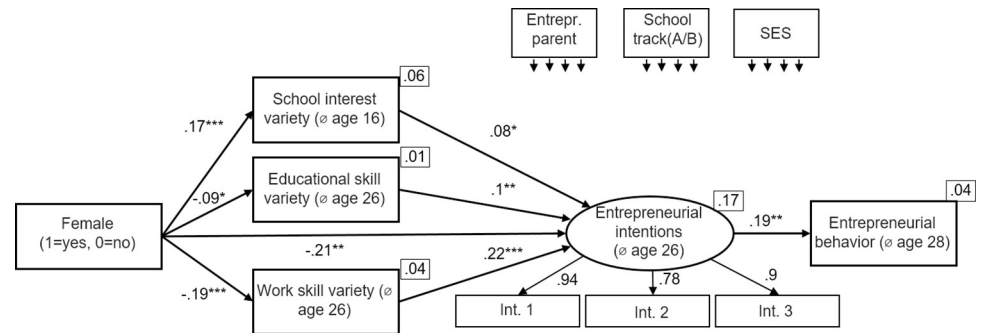 Entrepr.
parent
School
track(A/B)
SES
.06
School interest
variety (⌀ age 16)
.17***
.08*
.01
Educational skill
variety (⌀ age 26)
-.09*
.1**
Female
(1=yes, 0=no)
-.21**
.17
Entrepreneurial
intentions
(⌀ age 26)
.19**
.04
Entrepreneurial
behavior (⌀ age 28)
-.19***
.22***
.04
Work skill variety (⌀
age 26)
.94
.78
.9
Int. 1
Int. 2
Int. 3